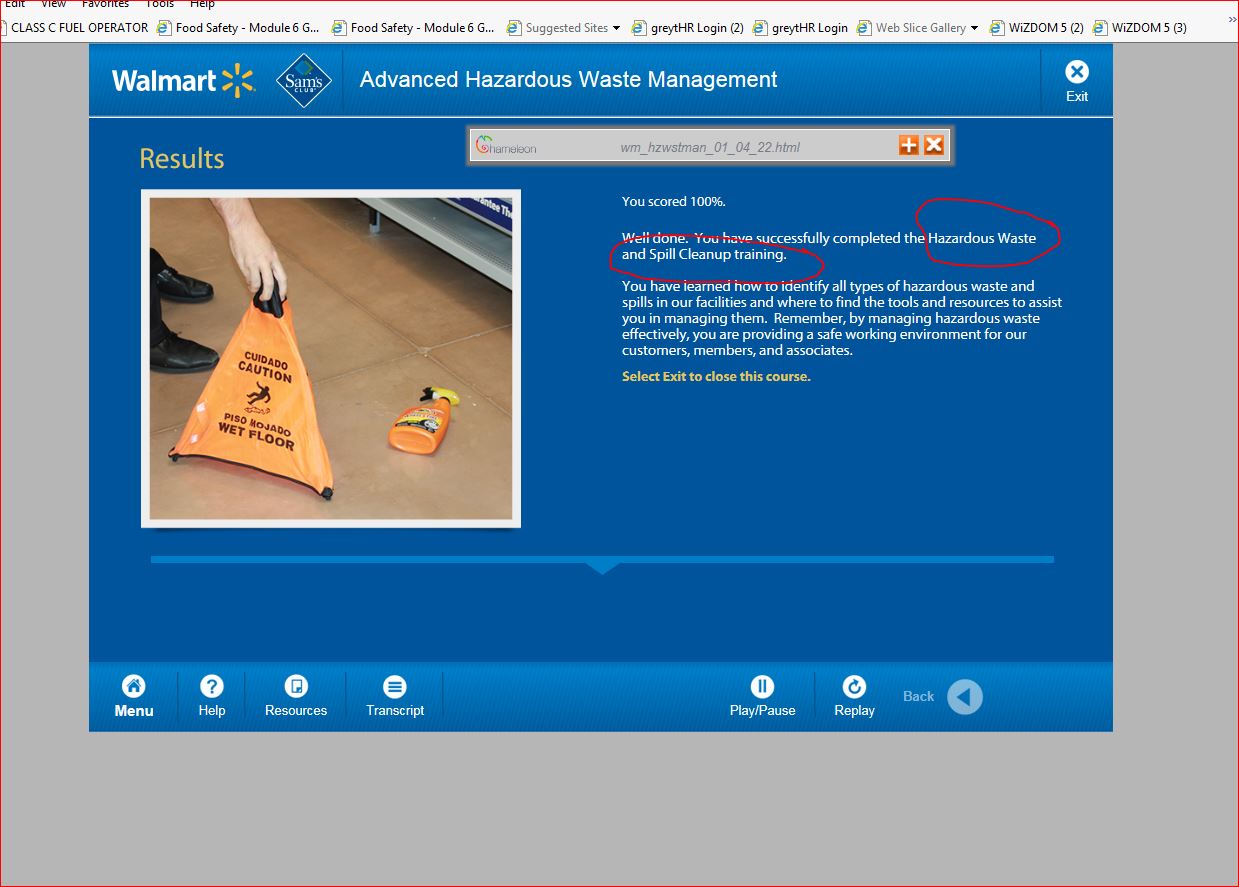 Edit View Favorites Tools Help
CLASS C FUEL OPERATOR Food Safety - Module 6 G... Food Safety - Module 6 G... Suggested Sites greytHR Login (2) greytHR Login Web Slice Gallery WiZDOM 5 (2) WiZDOM 5 (3) »
Walmart Sam's CLUB Advanced Hazardous Waste Management Exit
Results
Chameleon wm_hzwstman_01_04_22.html
You scored 100%.
Well done. You have successfully completed the Hazardous Waste
and Spill Cleanup training.
You have learned how to identify all types of hazardous waste and
spills in our facilities and where to find the tools and resources to assist
you in managing them. Remember, by managing hazardous waste
effectively, you are providing a safe working environment for our
customers, members, and associates.
Select Exit to close this course.
CUIDADO
CAUTION
PISO MOJADO
WET FLOOR
Menu Help Resources Transcript Play/Pause Replay Back